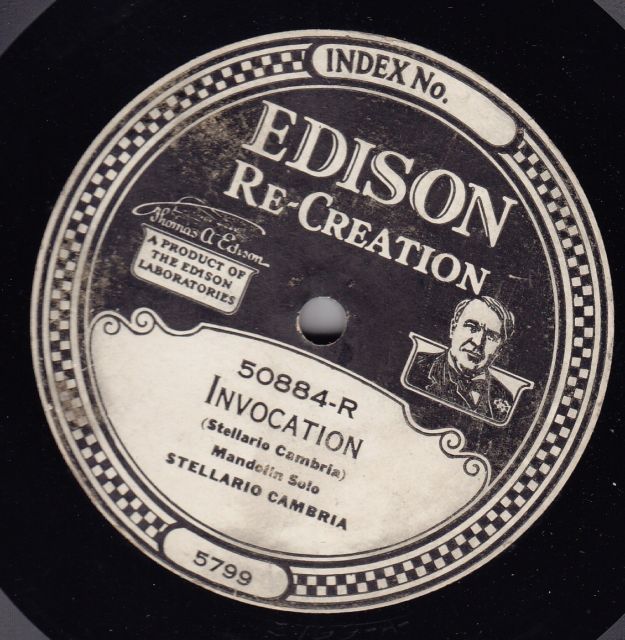 INDEX No.
EDISON
RE-CREATION
Thomas A Edison
A PRODUCT OF
THE EDISON
LABORATORIES
50884-R
INVOCATION
(Stellario Cambria)
Mandolin Solo
STELLARIO CAMBRIA
5799